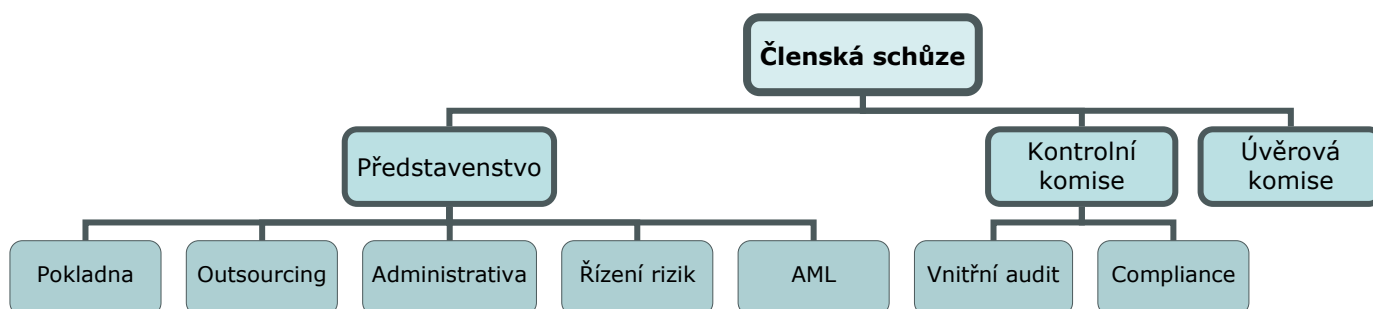 Členská schůze
Představenstvo
Kontrolní
komise
Úvěrová
komise
Pokladna
Outsourcing
Administrativa
Řízení rizik
AML
Vnitřní audit
Compliance